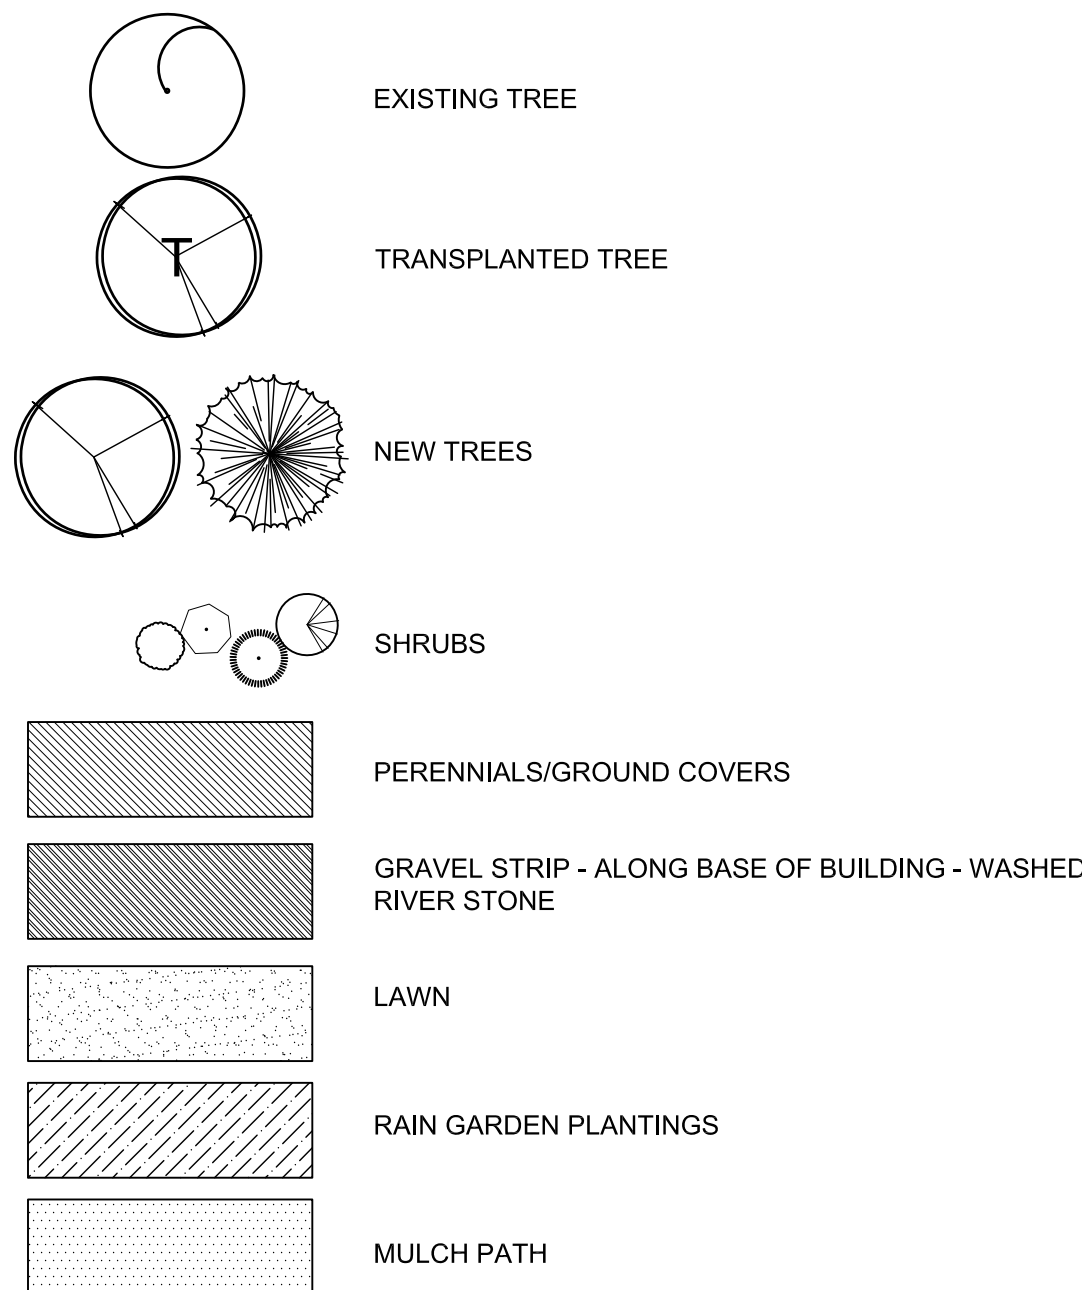 EXISTING TREE
T
TRANSPLANTED TREE
NEW TREES
SHRUBS
PERENNIALS/GROUND COVERS
GRAVEL STRIP - ALONG BASE OF BUILDING - WASHED
RIVER STONE
LAWN
RAIN GARDEN PLANTINGS
MULCH PATH